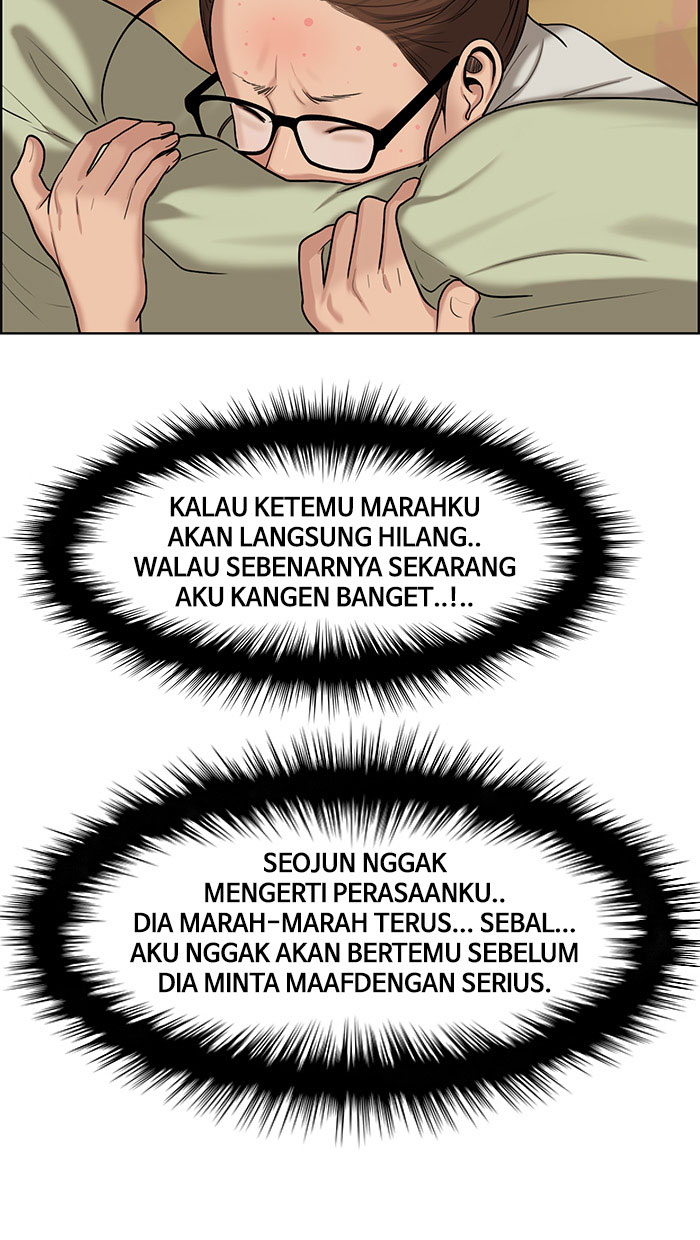 KALAU KETEMU MARAHKU
AKAN LANGSUNG HILANG..
WALAU SEBENARNYA SEKARANG
AKU KANGEN BANGET..!..
SEOJUN NGGAK
MENGERTI PERASAANKU..
DIA MARAH-MARAH TERUS... SEBAL...
AKU NGGAK AKAN BERTEMU SEBELUM
DIA MINTA MAAFDENGAN SERIUS.